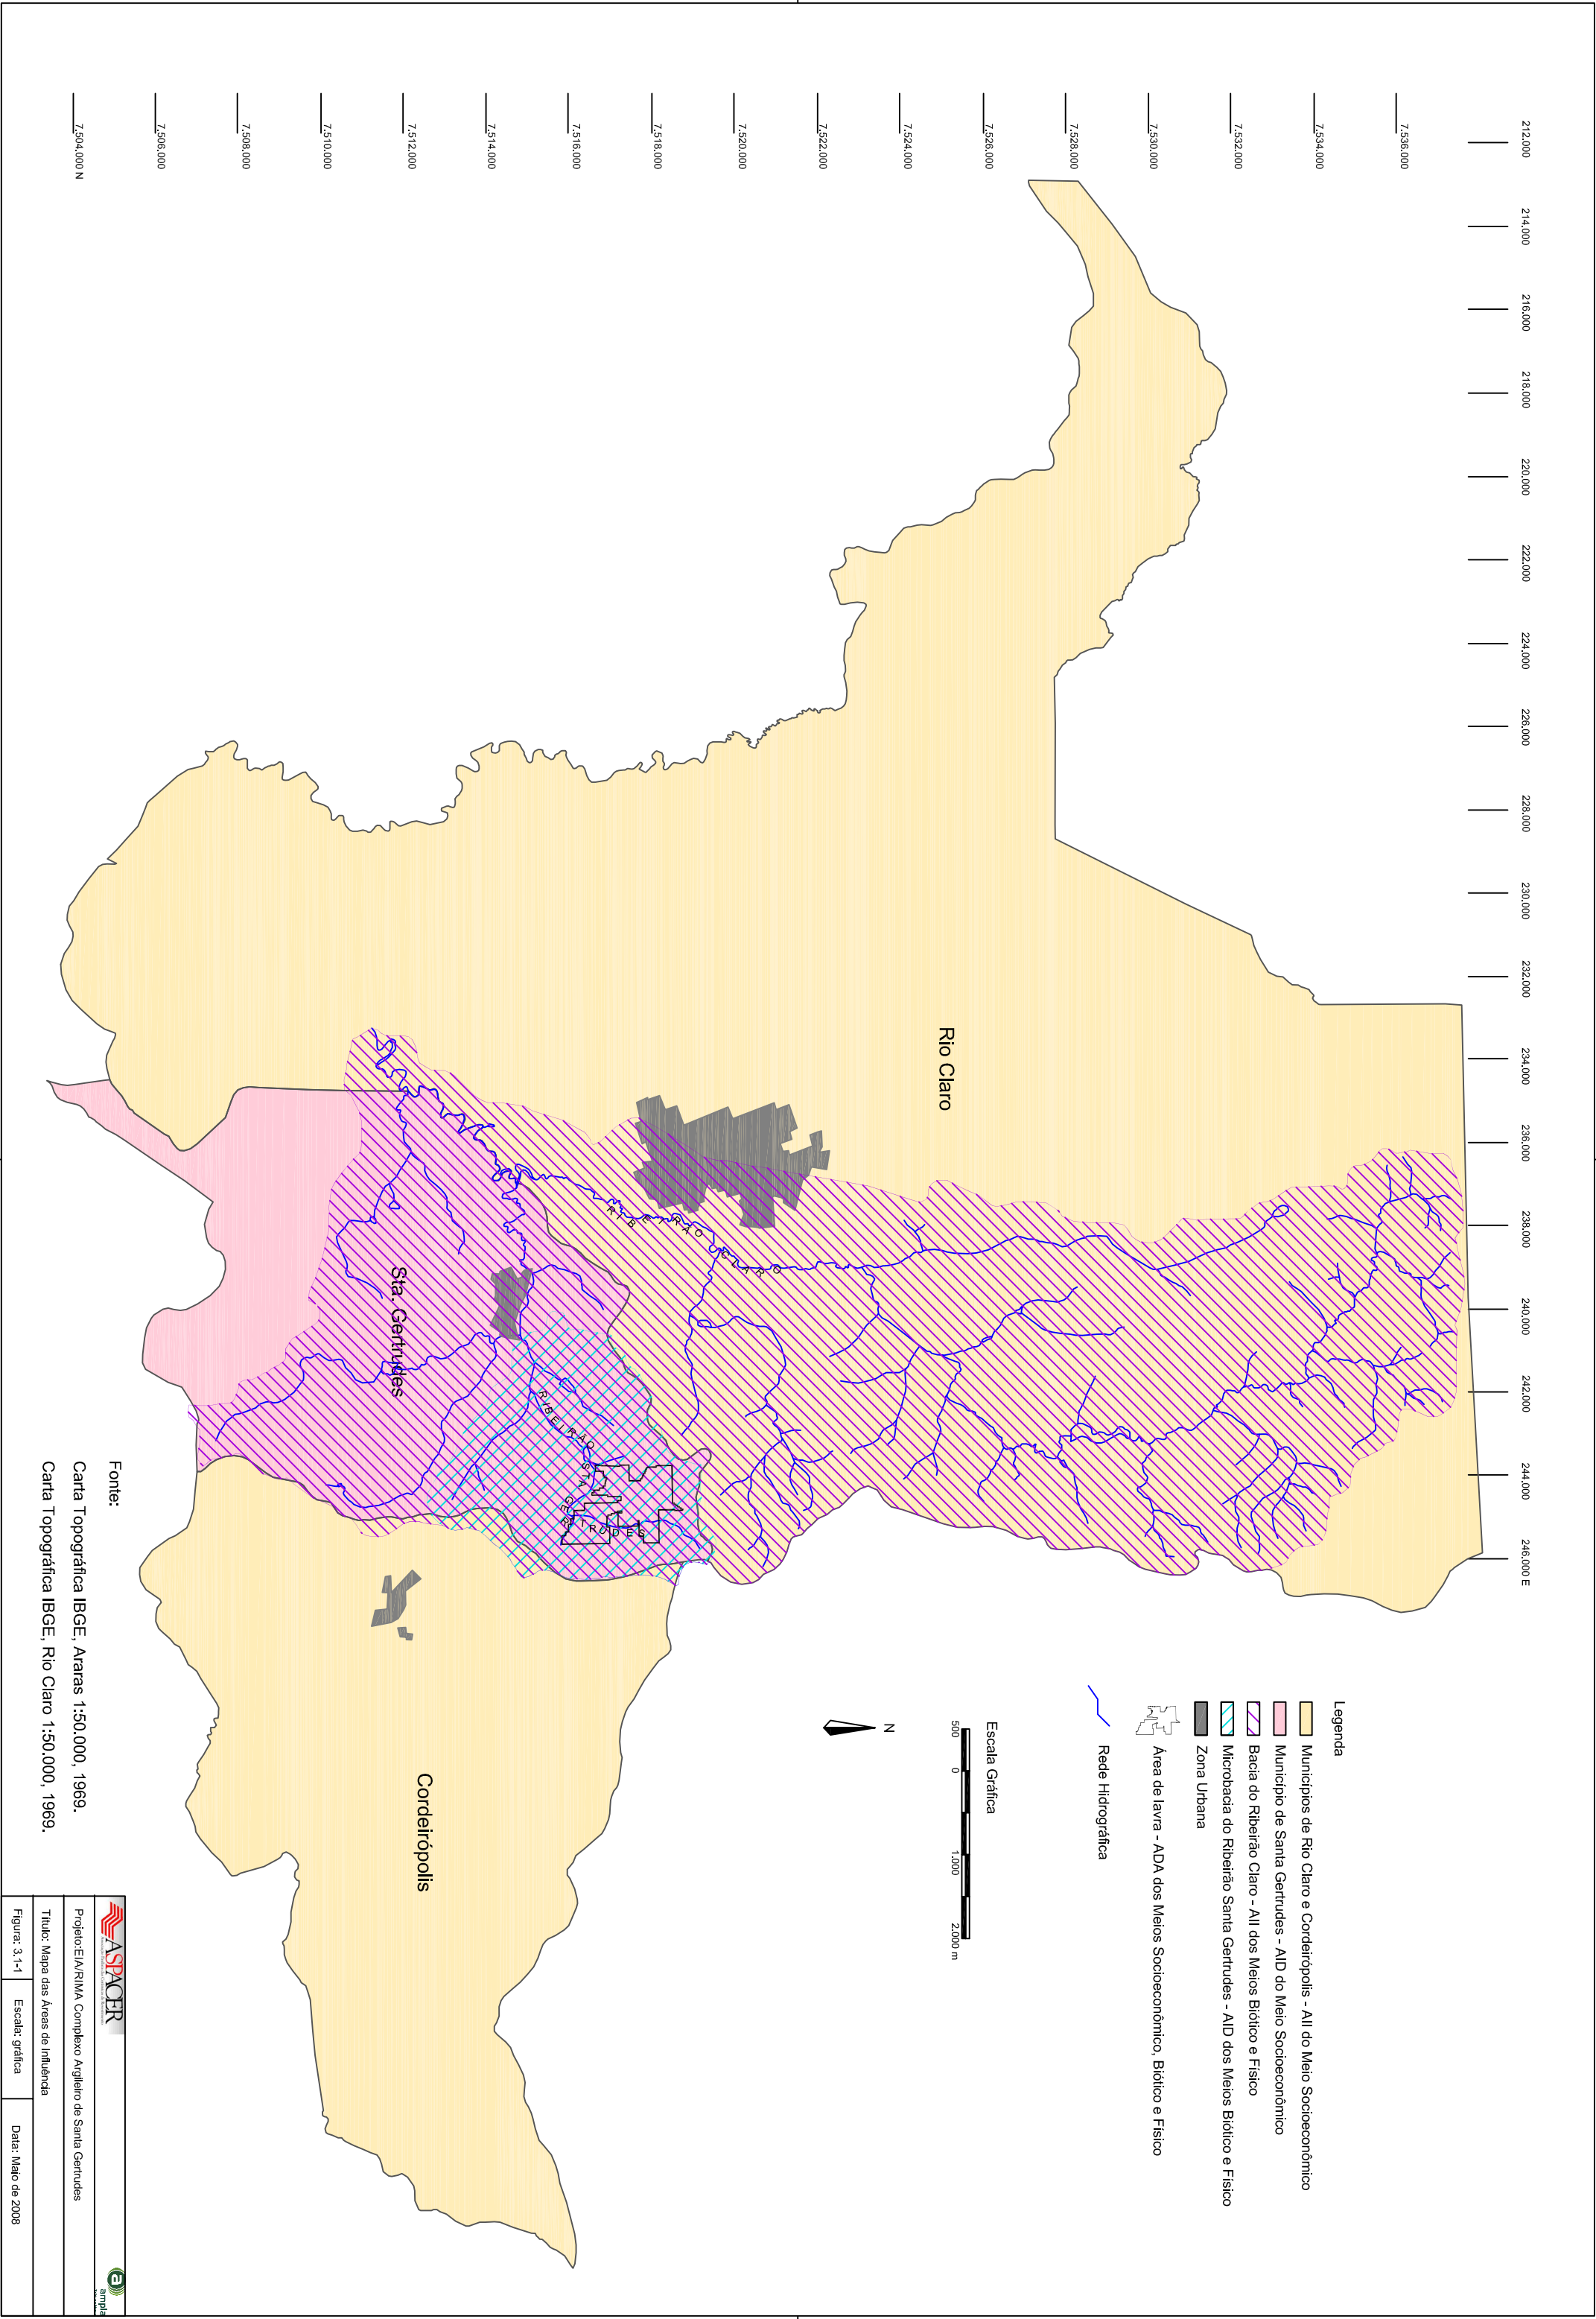 212.000
214.000
216.000
218.000
220.000
222.000
224.000
226.000
228.000
230.000
232.000
234.000
236.000
238.000
240.000
242.000
244.000
246.000 E
7.536.000
7.534.000
7.532.000
7.530.000
7.528.000
7.526.000
7.524.000
7.522.000
7.520.000
7.518.000
7.516.000
7.514.000
7.512.000
7.510.000
7.508.000
7.506.000
7.504.000 N
Rio Claro
RIBEIRÃO CLARO
Sta. Gertrudes
RIBEIRÃO STA GERTRUDES
Cordeirópolis
Legenda
Municípios de Rio Claro e Cordeirópolis - AII do Meio Socioeconômico
Município de Santa Gertrudes - AID do Meio Socioeconômico
Bacia do Ribeirão Claro - AII dos Meios Biótico e Físico
Microbacia do Ribeirão Santa Gertrudes - AID dos Meios Biótico e Físico
Zona Urbana
Área de lavra - ADA dos Meios Socioeconômico, Biótico e Físico
Rede Hidrográfica
Escala Gráfica
500 0 1.000 2.000 m
N
Fonte:
Carta Topográfica IBGE, Araras 1:50.000, 1969.
Carta Topográfica IBGE, Rio Claro 1:50.000, 1969.
ASPACER
ampla
Projeto:EIA/RIMA Complexo Argileiro de Santa Gertrudes
Título: Mapa das Áreas de Influência
Figura: 3.1-1 Escala: gráfica Data: Maio de 2008